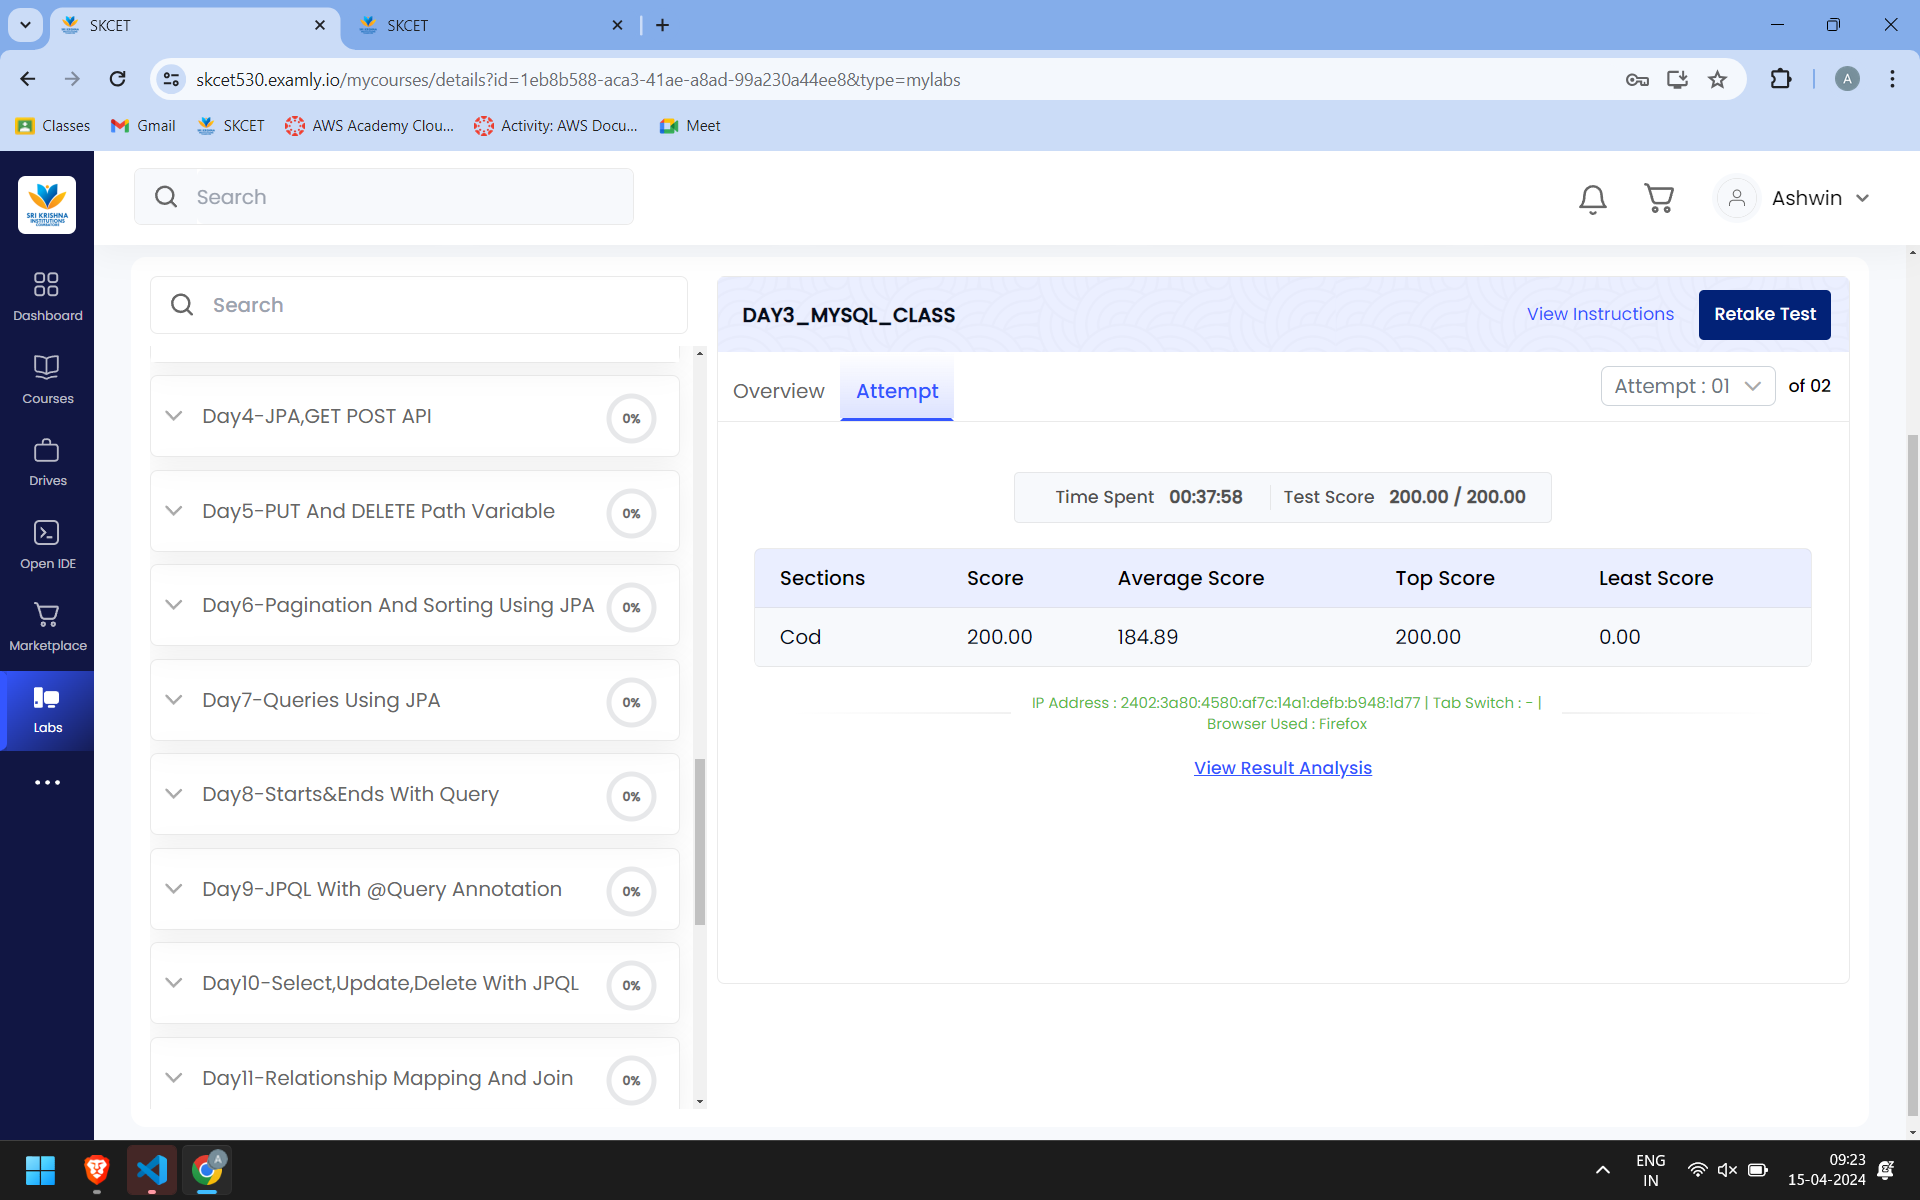 SKCET
SKCET
skcet530.examly.io/mycourses/details?id=1eb8b588-aca3-41ae-a8ad-99a230a44ee8&type=mylabs
A
Classes
Gmail
SKCET
AWS Academy Clou...
Activity: AWS Docu...
Meet
SRI KRISHNA
INSTITUTIONS
COIMBATORE
Search
Ashwin
Dashboard
Courses
Drives
Open IDE
Marketplace
Labs
Search
Day4-JPA,GET POST API
0%
Day5-PUT And DELETE Path Variable
0%
Day6-Pagination And Sorting Using JPA
0%
Day7-Queries Using JPA
0%
Day8-Starts&Ends With Query
0%
Day9-JPQL With @Query Annotation
0%
Day10-Select,Update,Delete With JPQL
0%
Day11-Relationship Mapping And Join
0%
DAY3_MYSQL_CLASS
View Instructions
Retake Test
Overview
Attempt
Attempt : 01
of 02
Time Spent 00:37:58
Test Score 200.00 / 200.00
Sections Score Average Score Top Score Least Score
Cod 200.00 184.89 200.00 0.00
IP Address : 2402:3a80:4580:af7c:14a1:defb:b948:1d77 | Tab Switch : - |
Browser Used : Firefox
View Result Analysis
A
ENG
IN
09:23
15-04-2024